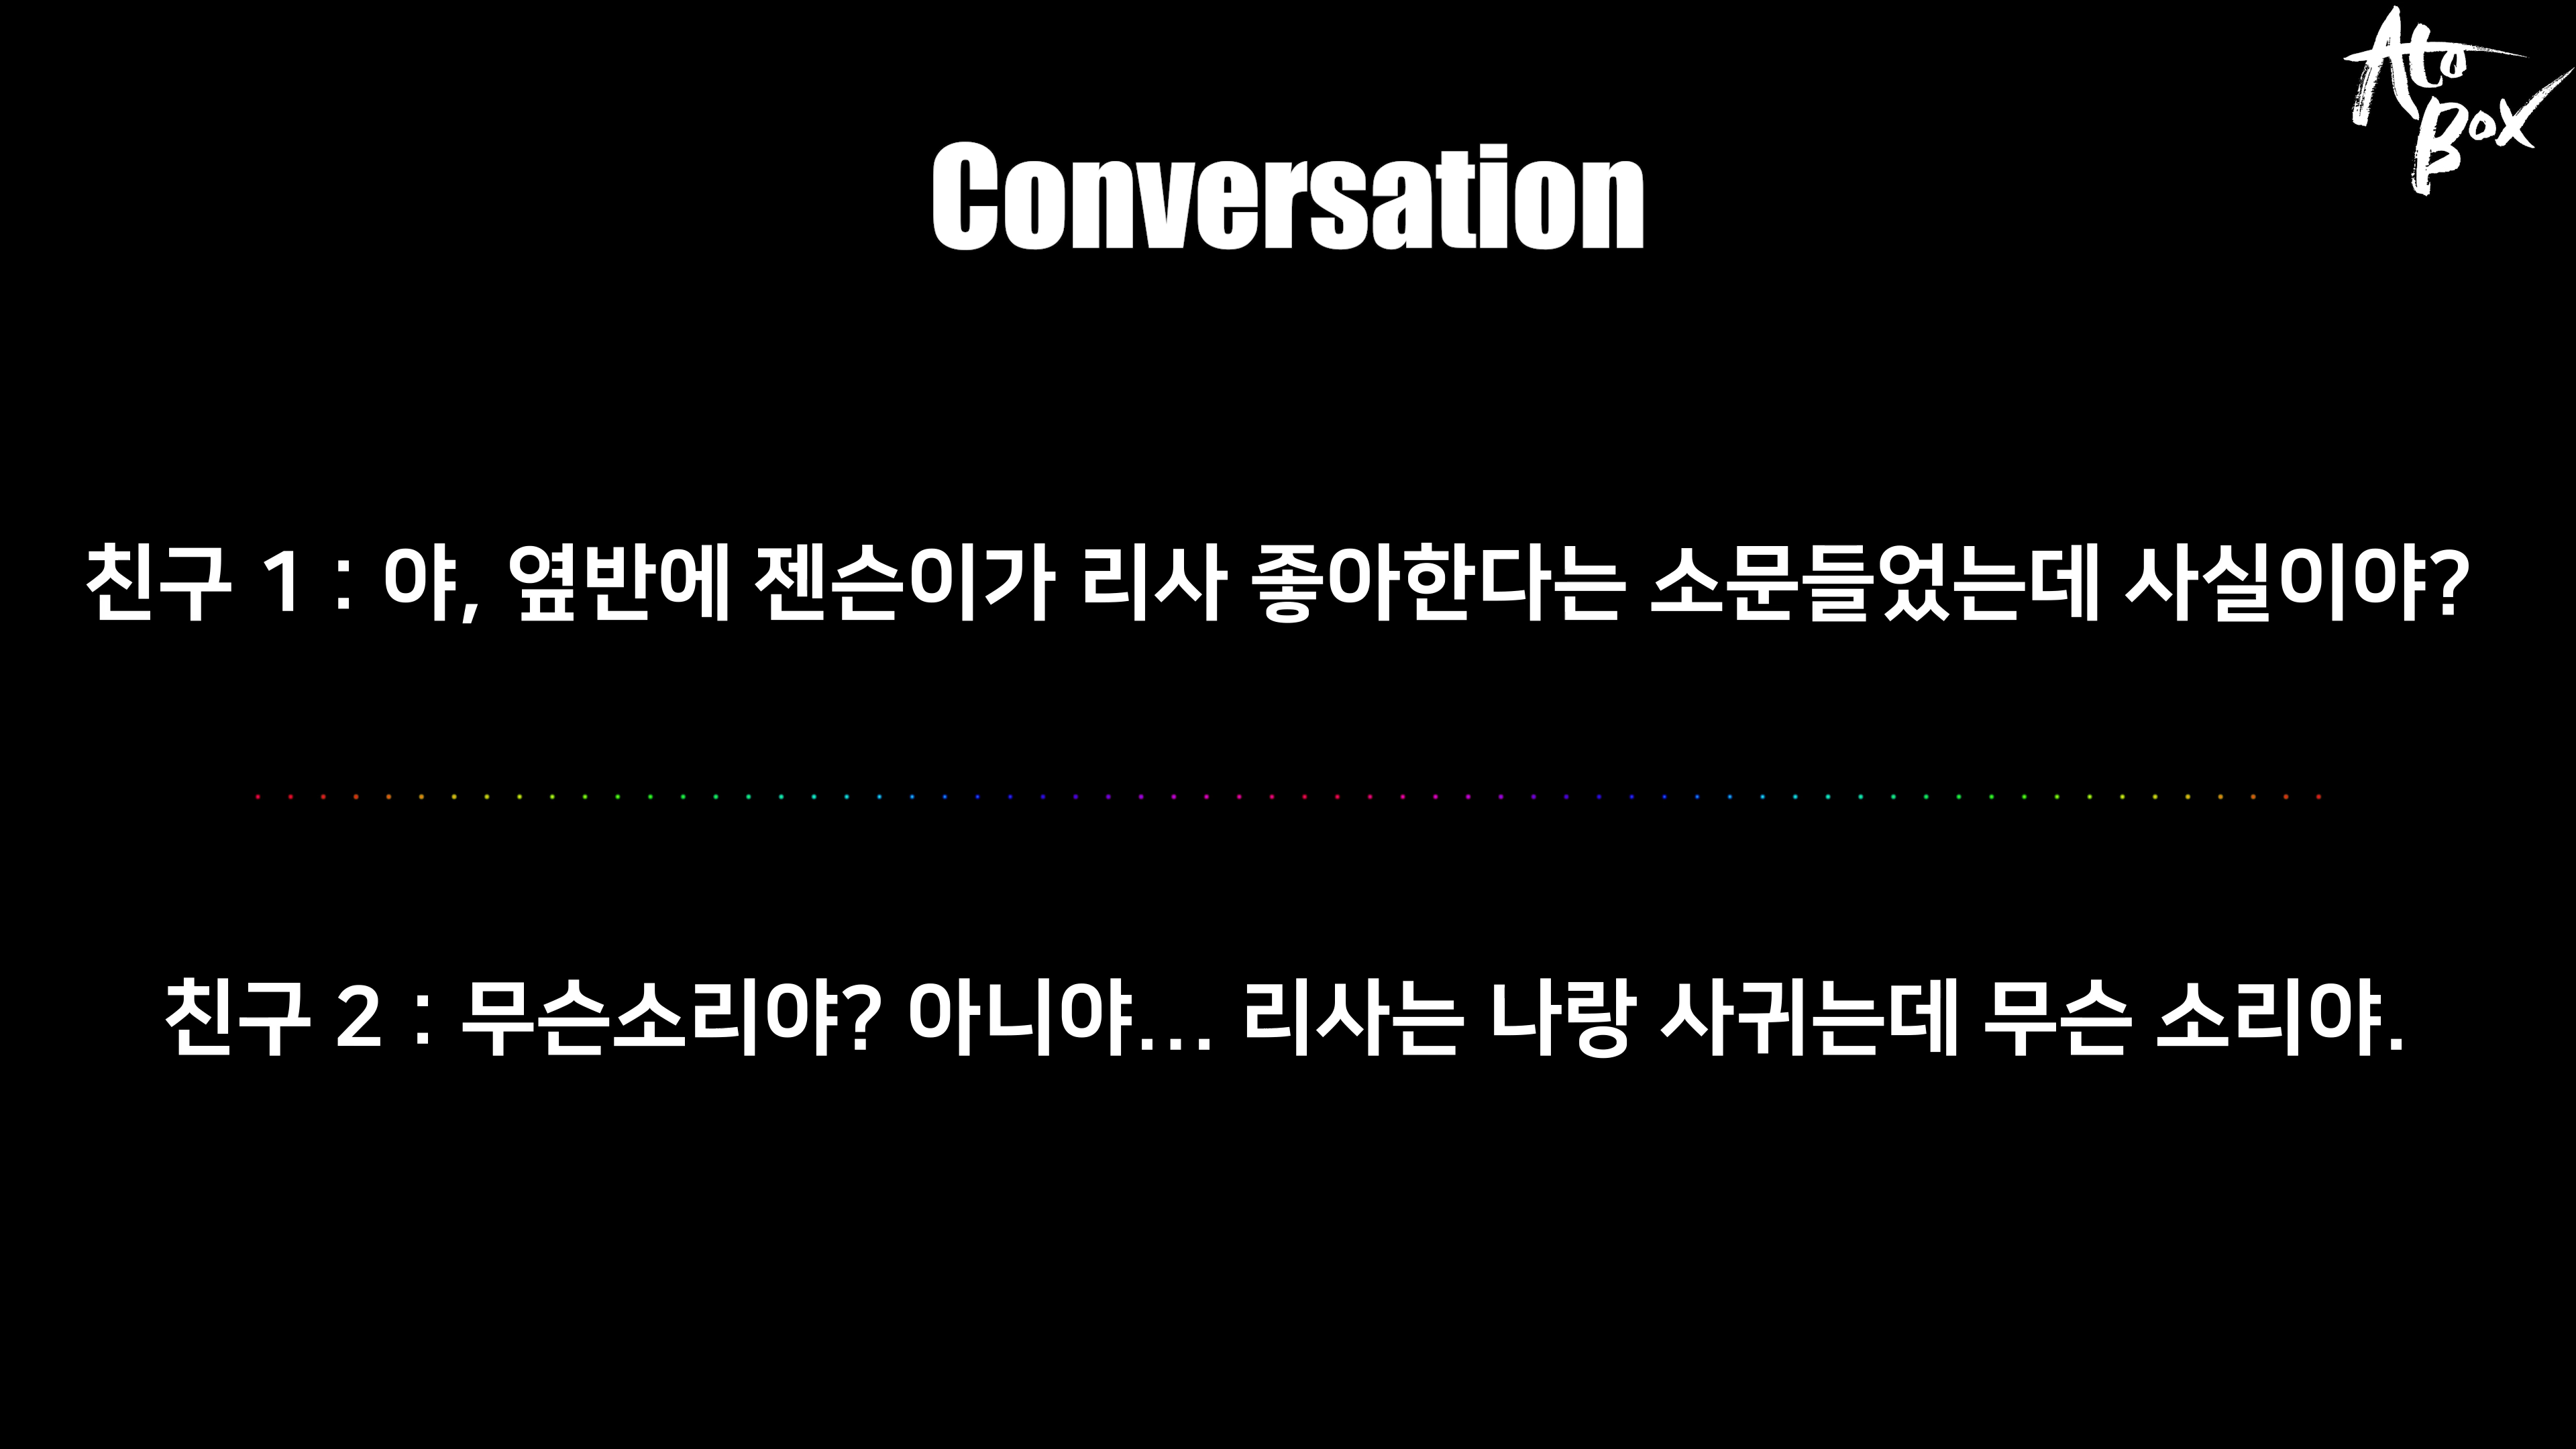 Ato
Box
Conversation
친구 1 : 야, 옆반에 젠슨이가 리사 좋아한다는 소문들었는데 사실이야?
친구 2 : 무슨소리야? 아니야... 리사는 나랑 사귀는데 무슨 소리야.